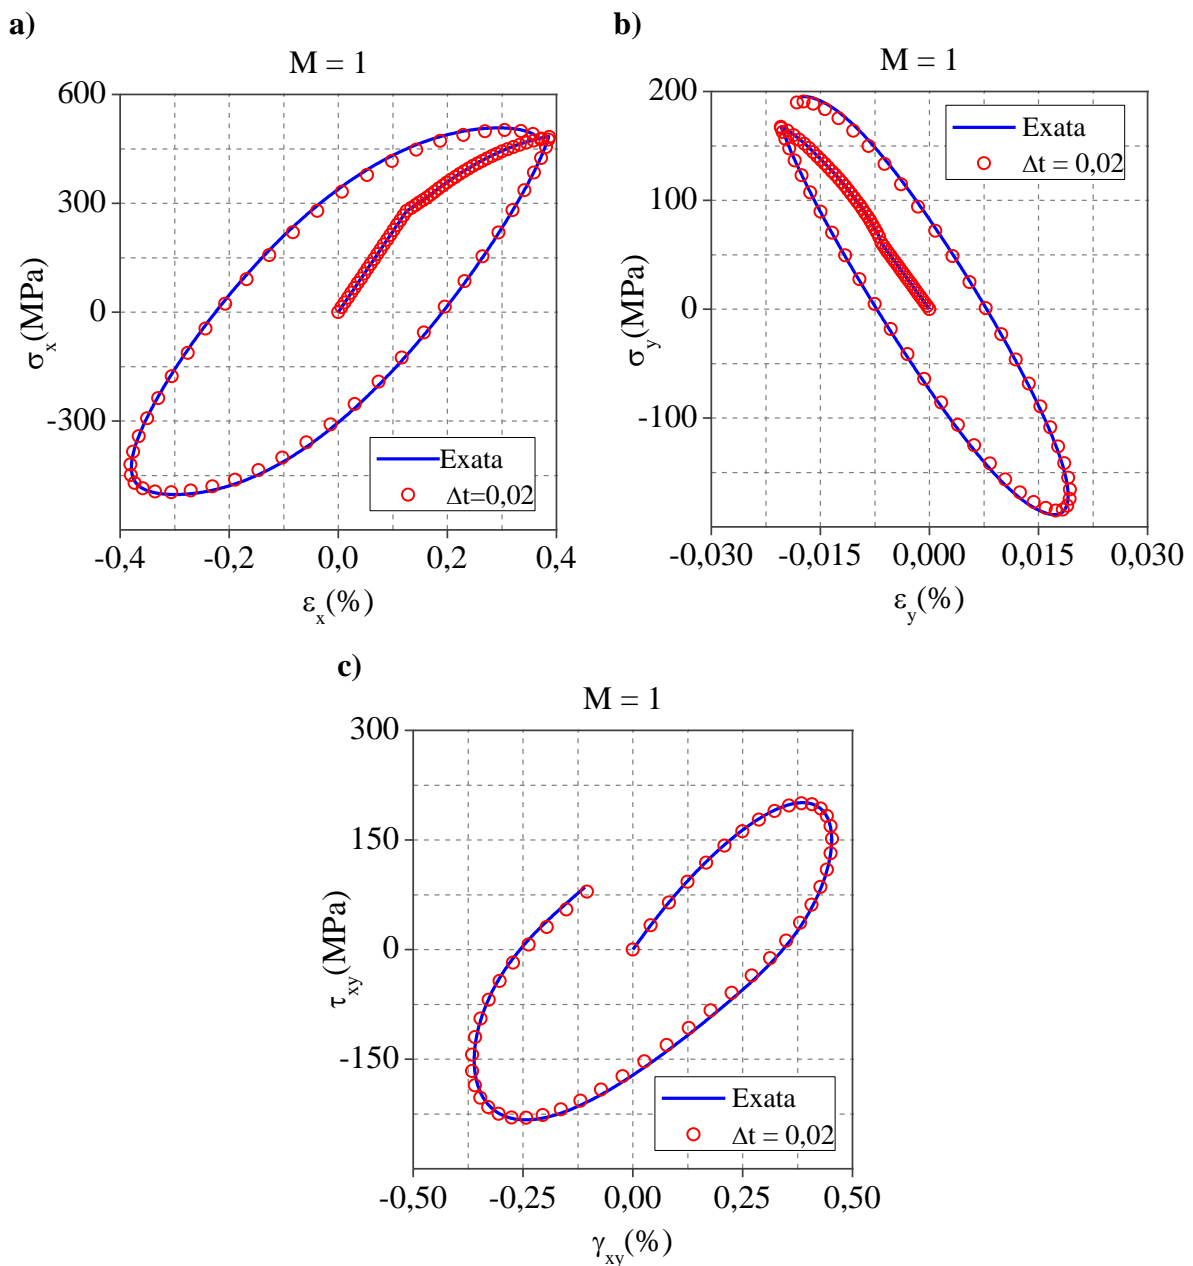 a)
M = 1
600
300
0
-300
σx(MPa)
Exata
Δt=0,02
-0,4
-0,2
0,0
0,2
0,4
εx(%)
b)
M = 1
200
100
0
-100
σy(MPa)
Exata
Δt = 0,02
-0,030
-0,015
0,000
0,015
0,030
εy(%)
c)
M = 1
300
150
0
-150
τxy(MPa)
Exata
Δt = 0,02
-0,50
-0,25
0,00
0,25
0,50
γxy(%)